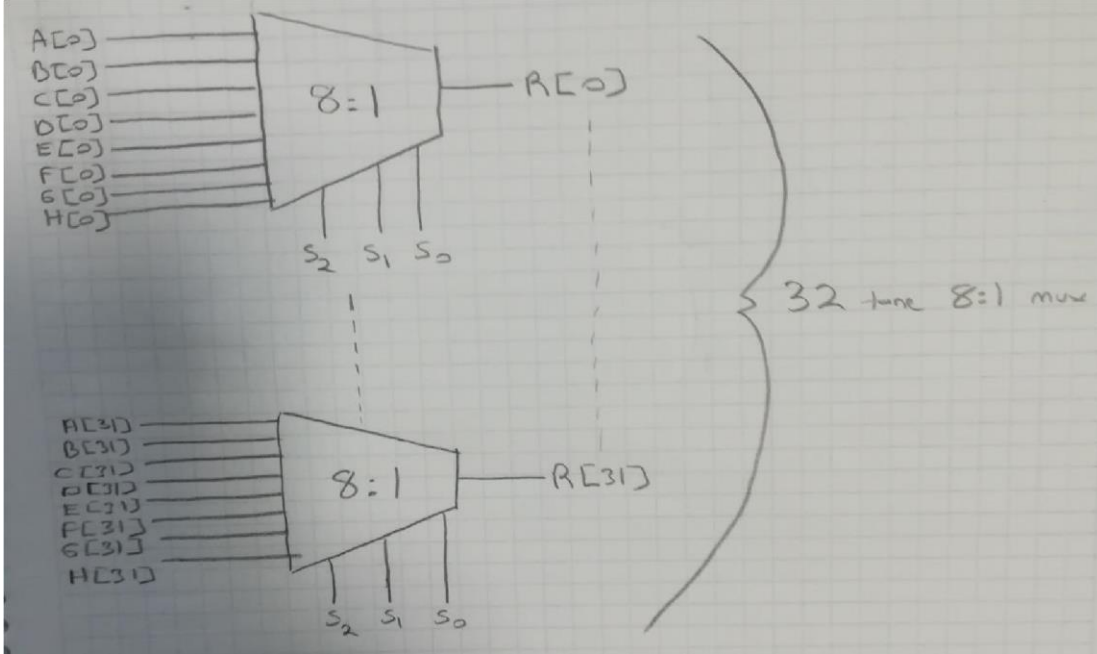 A[0]
B[0]
C[0]
D[0]
E[0]
F[0]
G[0]
H[0]
8:1
R[0]
S2 S1 S0
32 tane 8:1 mux
A[31]
B[31]
C[31]
D[31]
E[31]
F[31]
G[31]
H[31]
8:1
R[31]
S2 S1 S0